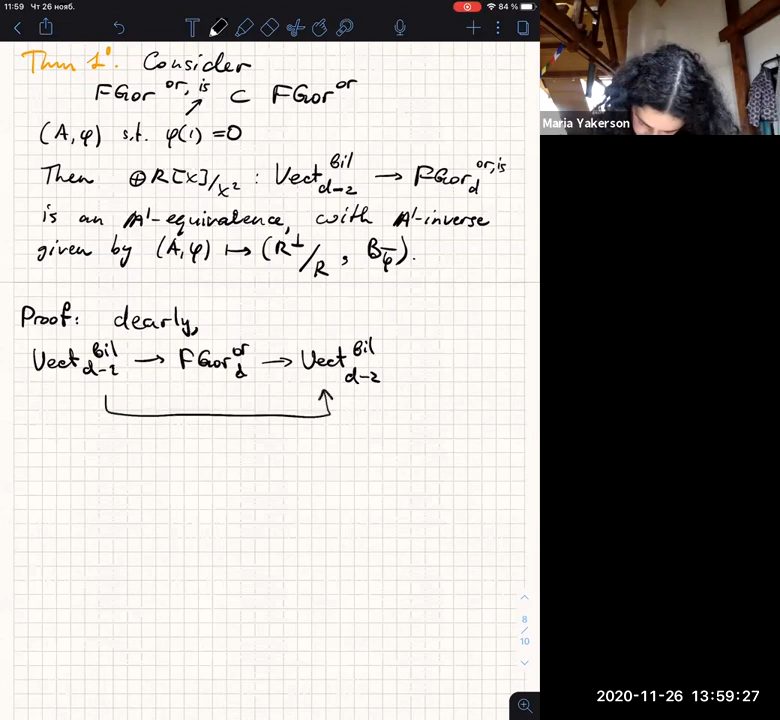 11:59 Чт 26 нояб.
84 %
Thm 1'. Consider
FGor^{or, is} ⊂ FGor^{or}
(A, φ) s.t. φ(1) = 0
Then ⊕R[x]/x² : Vect^{Bil}_{d-2} → FGor^{or, is}_d
is an A¹-equivalence, with A¹-inverse
given by (A, φ) ↦ (R^⊥/R, B_φ̄).
Proof: clearly,
Vect^{Bil}_{d-2} → FGor^{or}_d → Vect^{Bil}_{d-2}
8
/
10
Maria Yakerson
2020-11-26 13:59:27